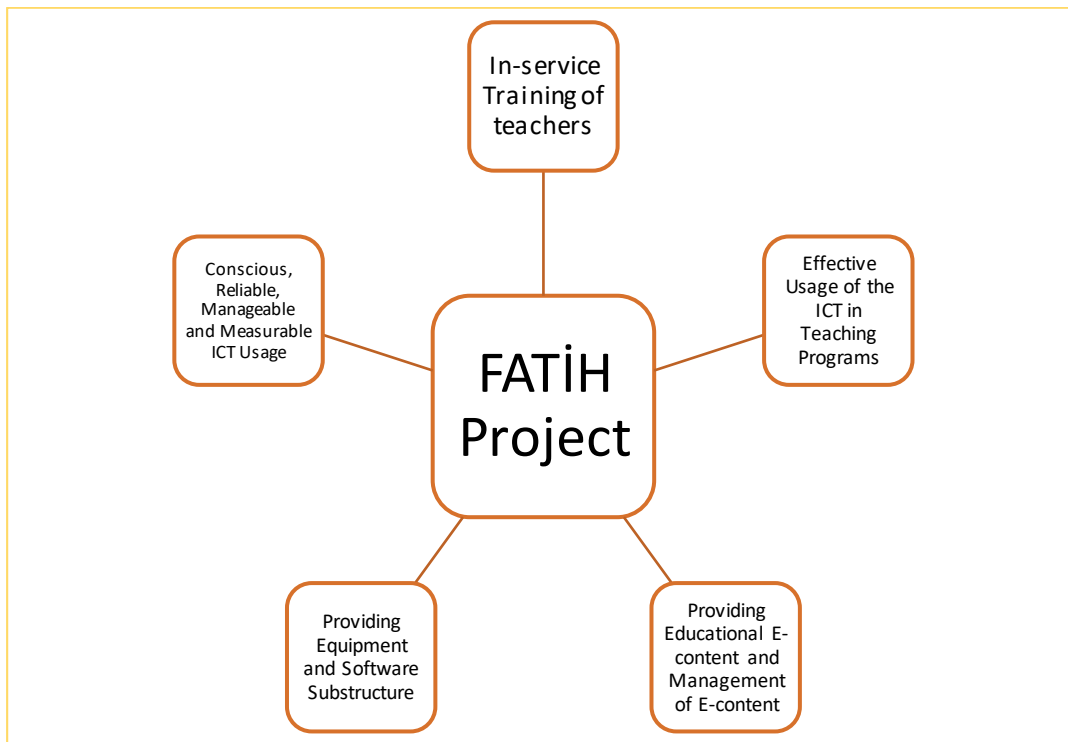 In-service
Training of
teachers
Conscious,
Reliable,
Manageable
and Measurable
ICT Usage
Effective
Usage of the
ICT in
Teaching
Programs
FATİH
Project
Providing
Equipment
and Software
Substructure
Providing
Educational E-
content and
Management
of E-content